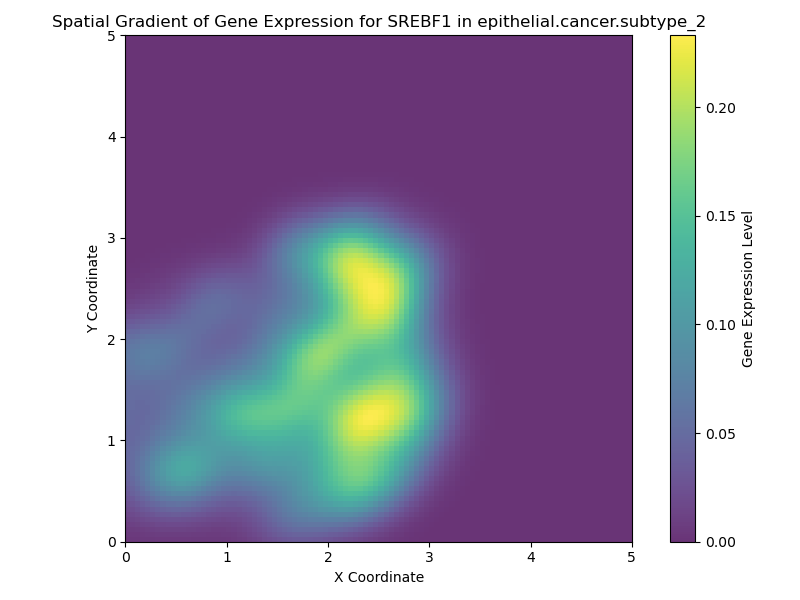 Spatial Gradient of Gene Expression for SREBF1 in epithelial.cancer.subtype_2
5
4
3
2
1
0
Y Coordinate
0 1 2 3 4 5
X Coordinate
0.20
0.15
0.10
0.05
0.00
Gene Expression Level